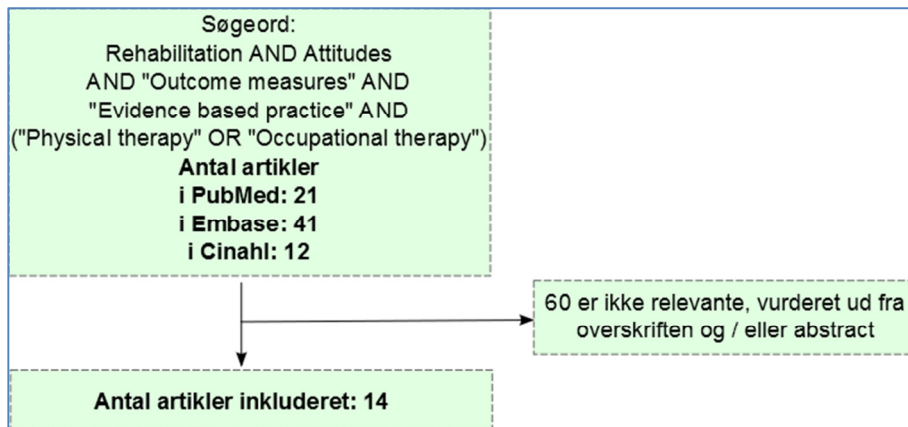 Søgeord:
Rehabilitation AND Attitudes
AND "Outcome measures" AND
"Evidence based practice" AND
("Physical therapy" OR "Occupational therapy")
Antal artikler
i PubMed: 21
i Embase: 41
i Cinahl: 12
60 er ikke relevante, vurderet ud fra
overskriften og / eller abstract
Antal artikler inkluderet: 14